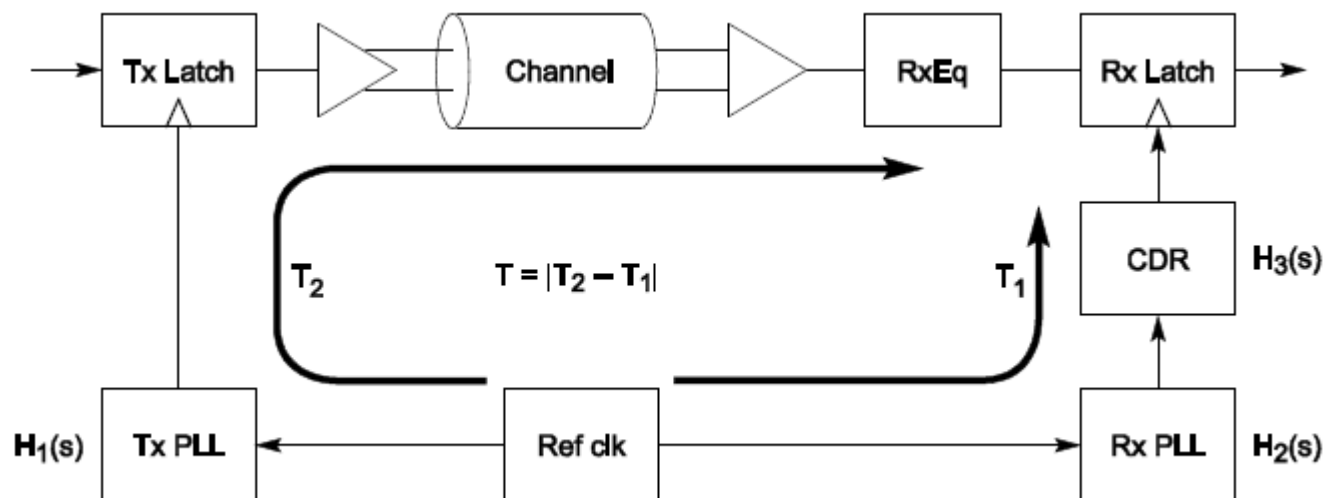 Tx Latch
Channel
RxEq
Rx Latch
T₂
T = |T₂ – T₁|
T₁
CDR
H₃(s)
H₁(s)
Tx PLL
Ref clk
Rx PLL
H₂(s)